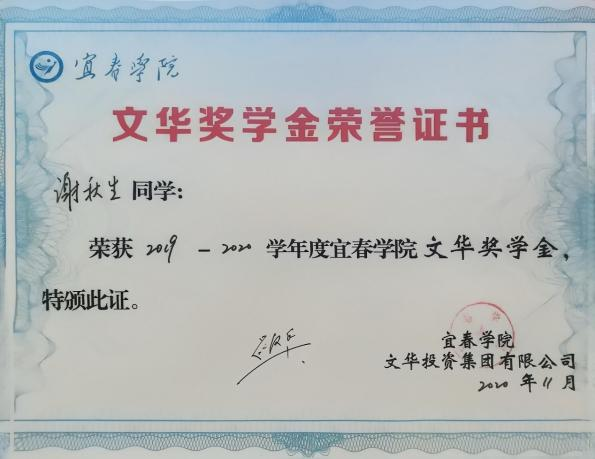 宜春学院
文华奖学金荣誉证书
谢秋生同学:
荣获 2019-2020 学年度宜春学院文华奖学金,
特颁此证。
宜春学院
文华投资集团有限公司
2020 年 11 月